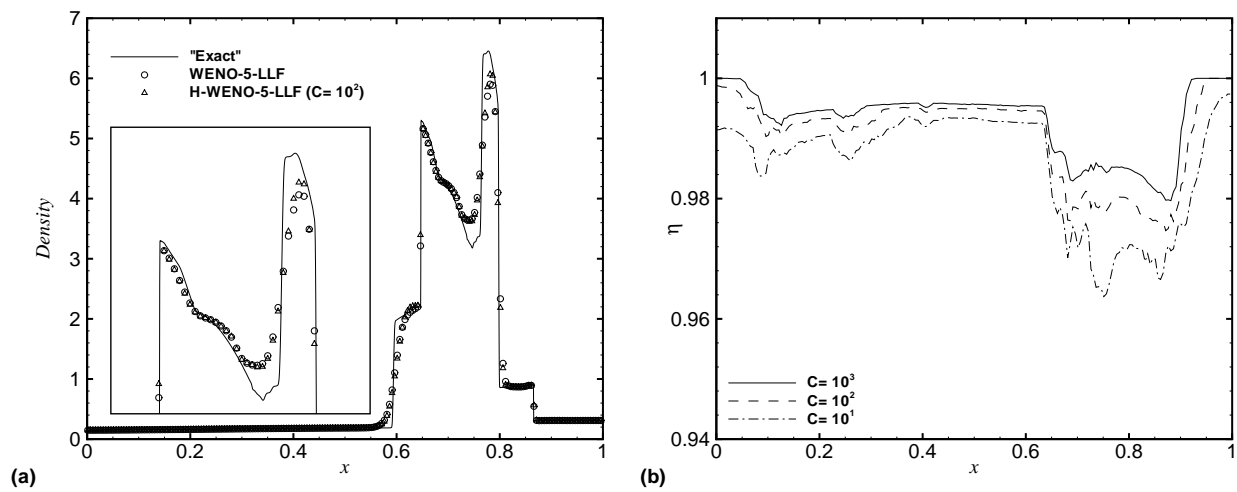 7
6
5
4
3
2
1
0
Density
"Exact"
WENO-5-LLF
H-WENO-5-LLF (C= 10²)
0 0.2 0.4 0.6 0.8 1
x
(a)
1
0.98
0.96
0.94
η
C= 10³
C= 10²
C= 10¹
0 0.2 0.4 0.6 0.8 1
x
(b)